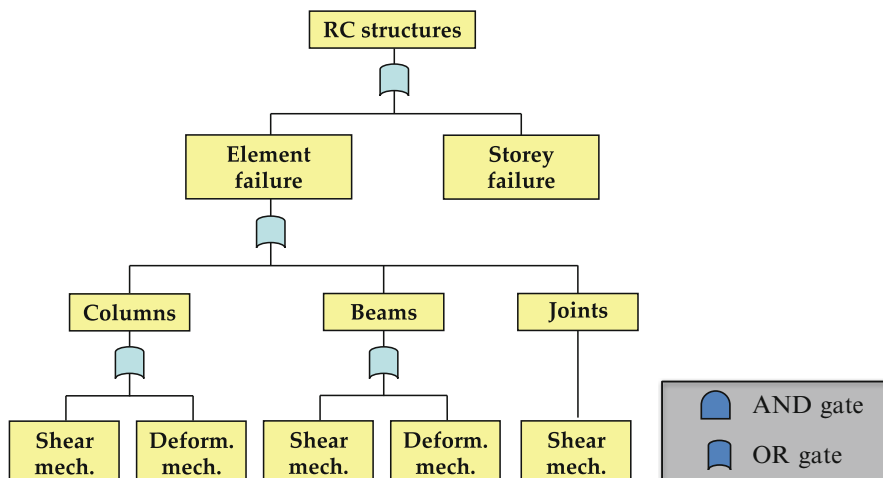 RC structures
Element
failure
Storey
failure
Columns
Beams
Joints
Shear
mech.
Deform.
mech.
Shear
mech.
Deform.
mech.
Shear
mech.
AND gate
OR gate